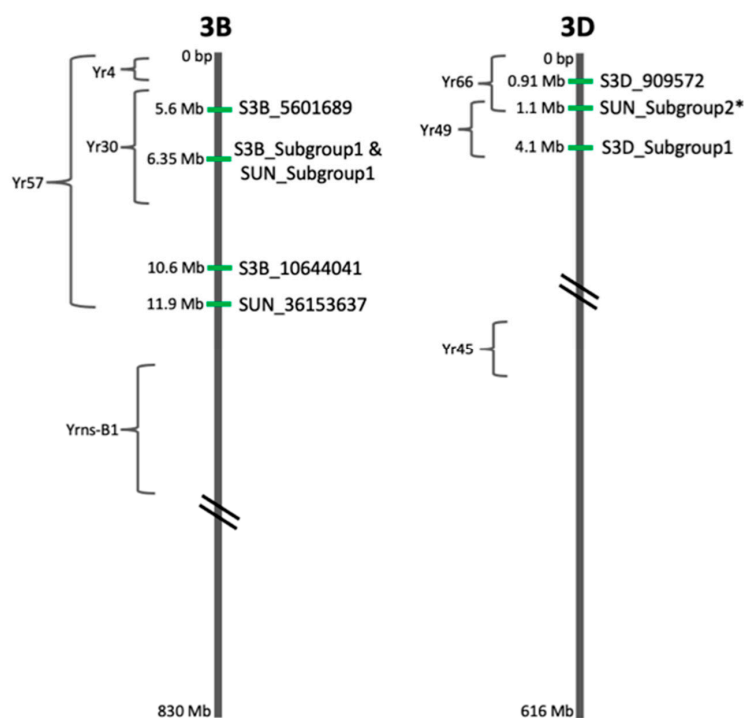 3B
0 bp
Yr4
5.6 Mb S3B_5601689
Yr30
6.35 Mb S3B_Subgroup1 &
SUN_Subgroup1
Yr57
10.6 Mb S3B_10644041
11.9 Mb SUN_36153637
Yrns-B1
830 Mb
3D
0 bp
Yr66
0.91 Mb S3D_909572
1.1 Mb SUN_Subgroup2*
Yr49
4.1 Mb S3D_Subgroup1
Yr45
616 Mb